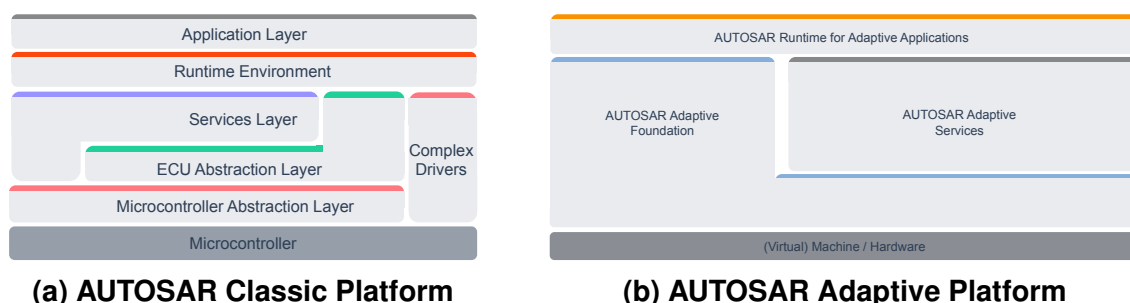 Application Layer
Runtime Environment
Services Layer
ECU Abstraction Layer
Complex
Drivers
Microcontroller Abstraction Layer
Microcontroller
(a) AUTOSAR Classic Platform
AUTOSAR Runtime for Adaptive Applications
AUTOSAR Adaptive
Foundation
AUTOSAR Adaptive
Services
(Virtual) Machine / Hardware
(b) AUTOSAR Adaptive Platform